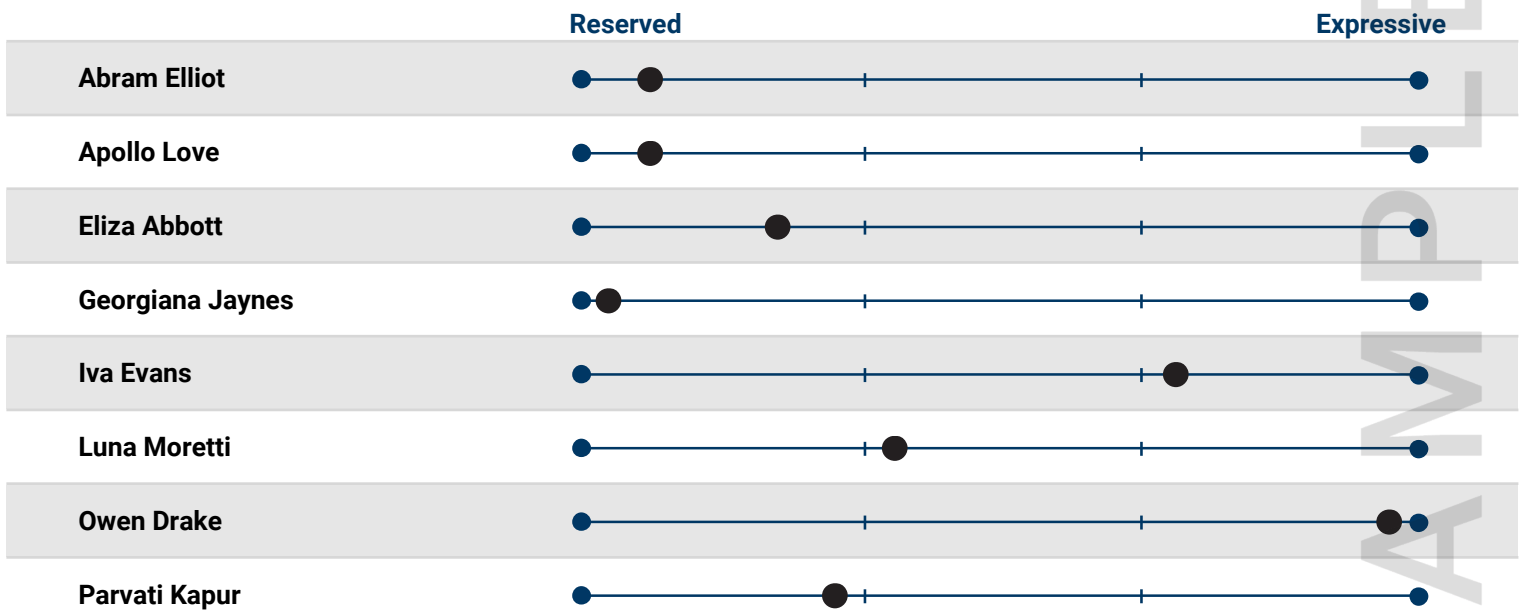 Reserved Expressive
Abram Elliot
Apollo Love
Eliza Abbott
Georgiana Jaynes
Iva Evans
Luna Moretti
Owen Drake
Parvati Kapur
A M P L E